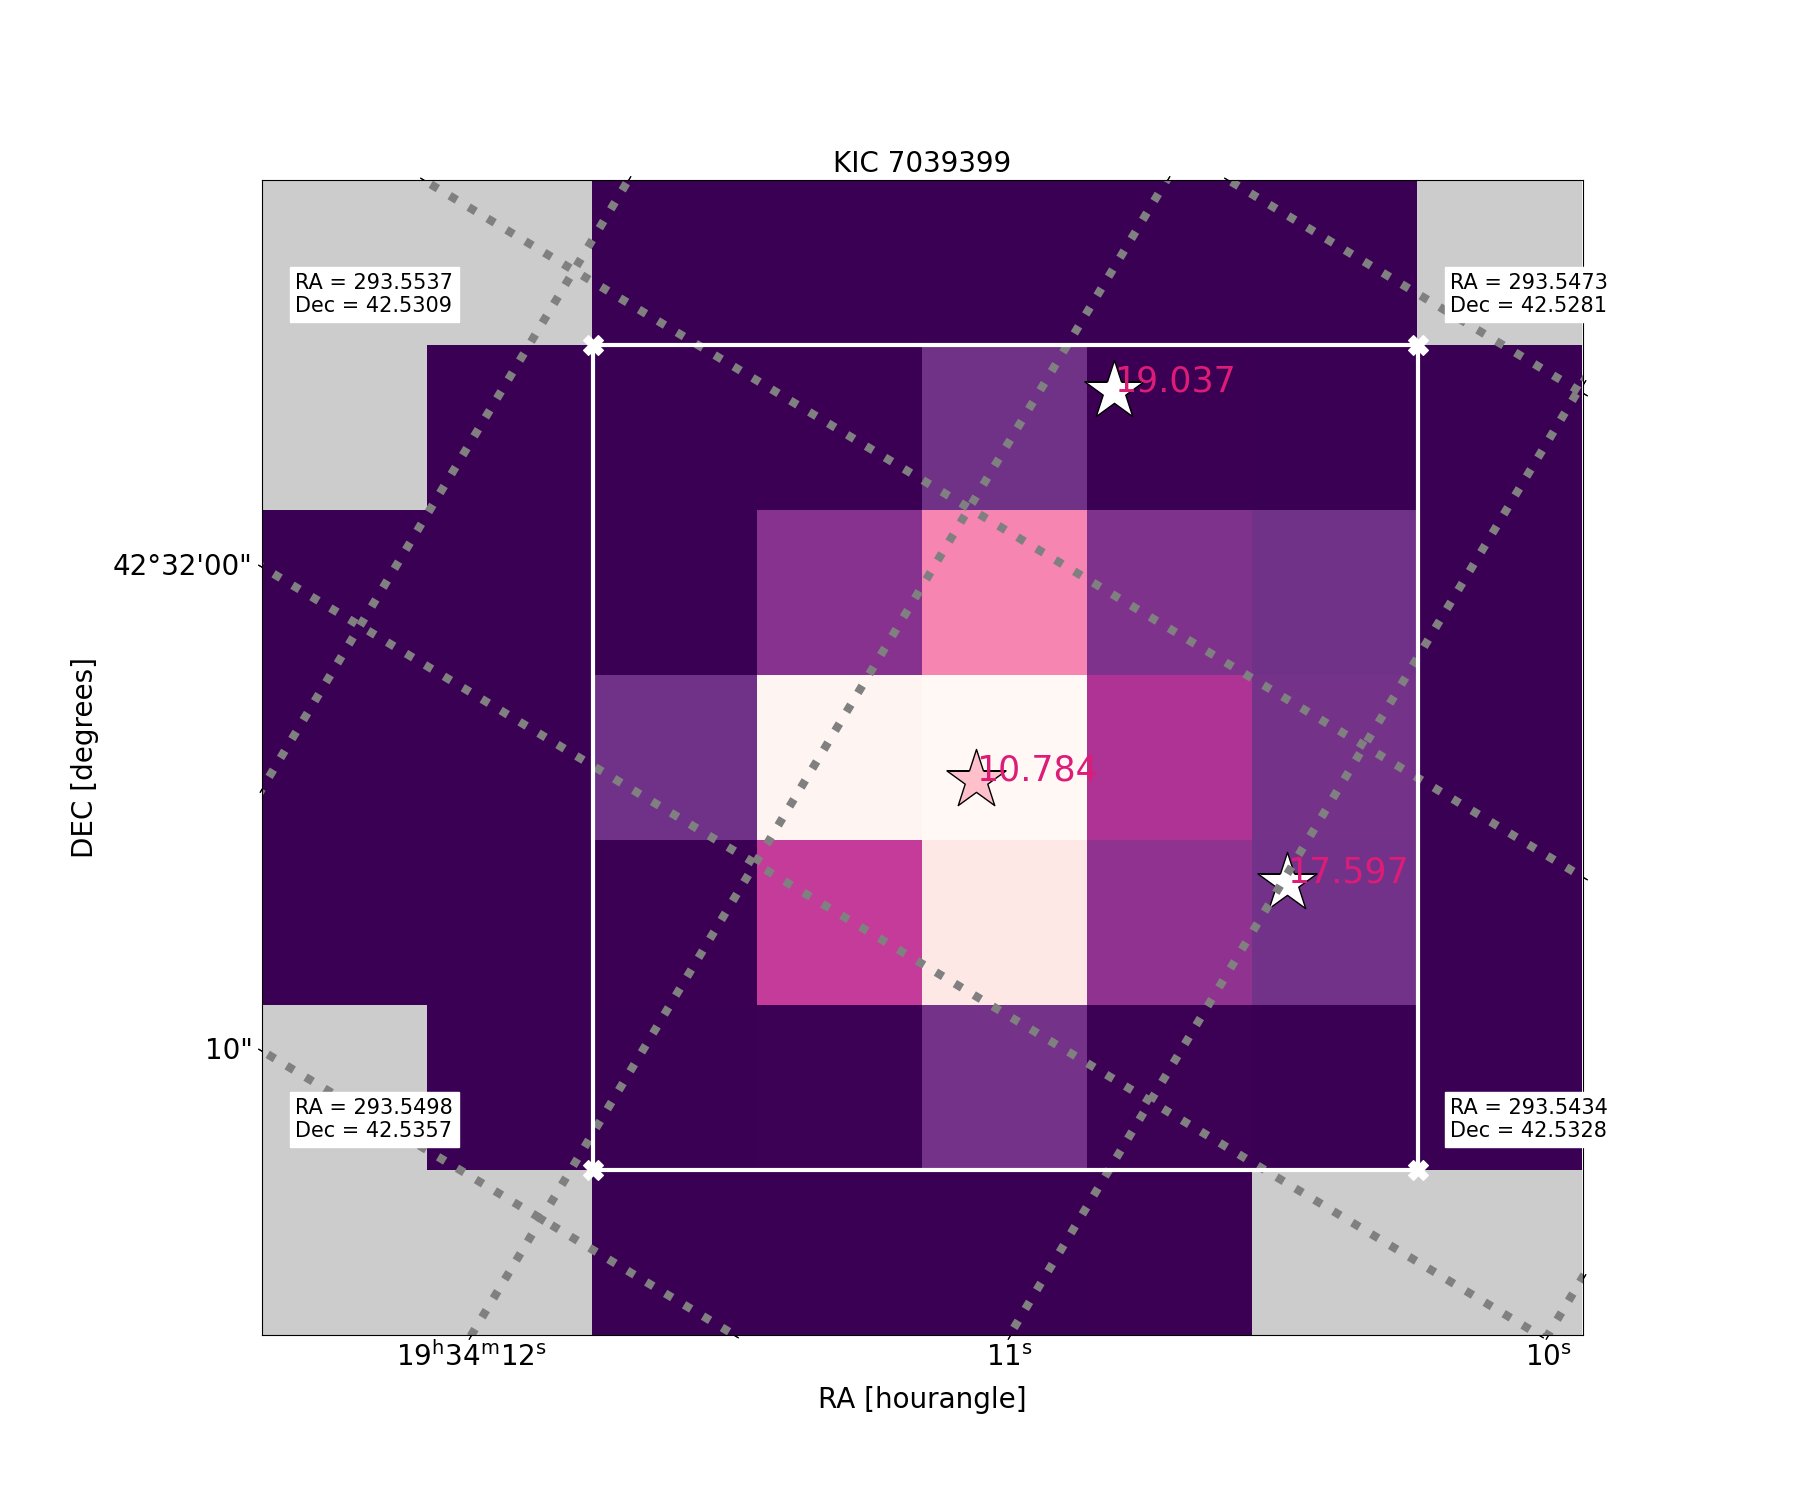 KIC 7039399
RA = 293.5537
Dec = 42.5309
RA = 293.5473
Dec = 42.5281
19.037
42°32'00"
DEC [degrees]
10.784
17.597
10"
RA = 293.5498
Dec = 42.5357
RA = 293.5434
Dec = 42.5328
19h34m12s
11s
10s
RA [hourangle]